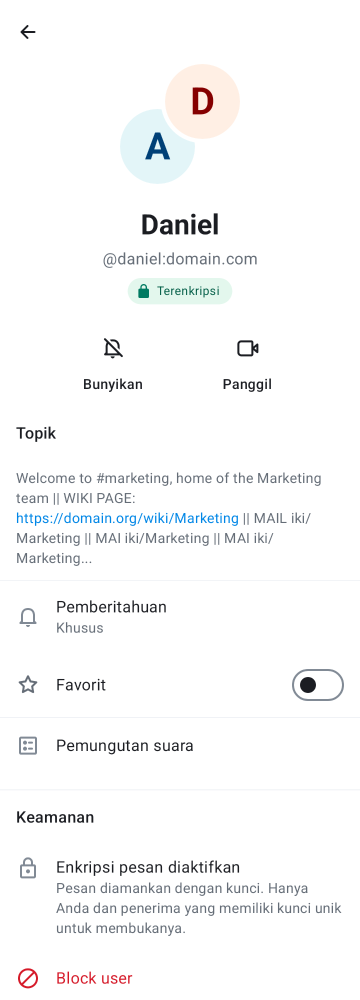 D
A
Daniel
@daniel:domain.com
Terenkripsi
Bunyikan
Panggil
Topik
Welcome to #marketing, home of the Marketing
team || WIKI PAGE:
https://domain.org/wiki/Marketing || MAIL iki/
Marketing || MAI iki/Marketing || MAI iki/
Marketing...
Pemberitahuan
Khusus
Favorit
Pemungutan suara
Keamanan
Enkripsi pesan diaktifkan
Pesan diamankan dengan kunci. Hanya
Anda dan penerima yang memiliki kunci unik
untuk membukanya.
Block user